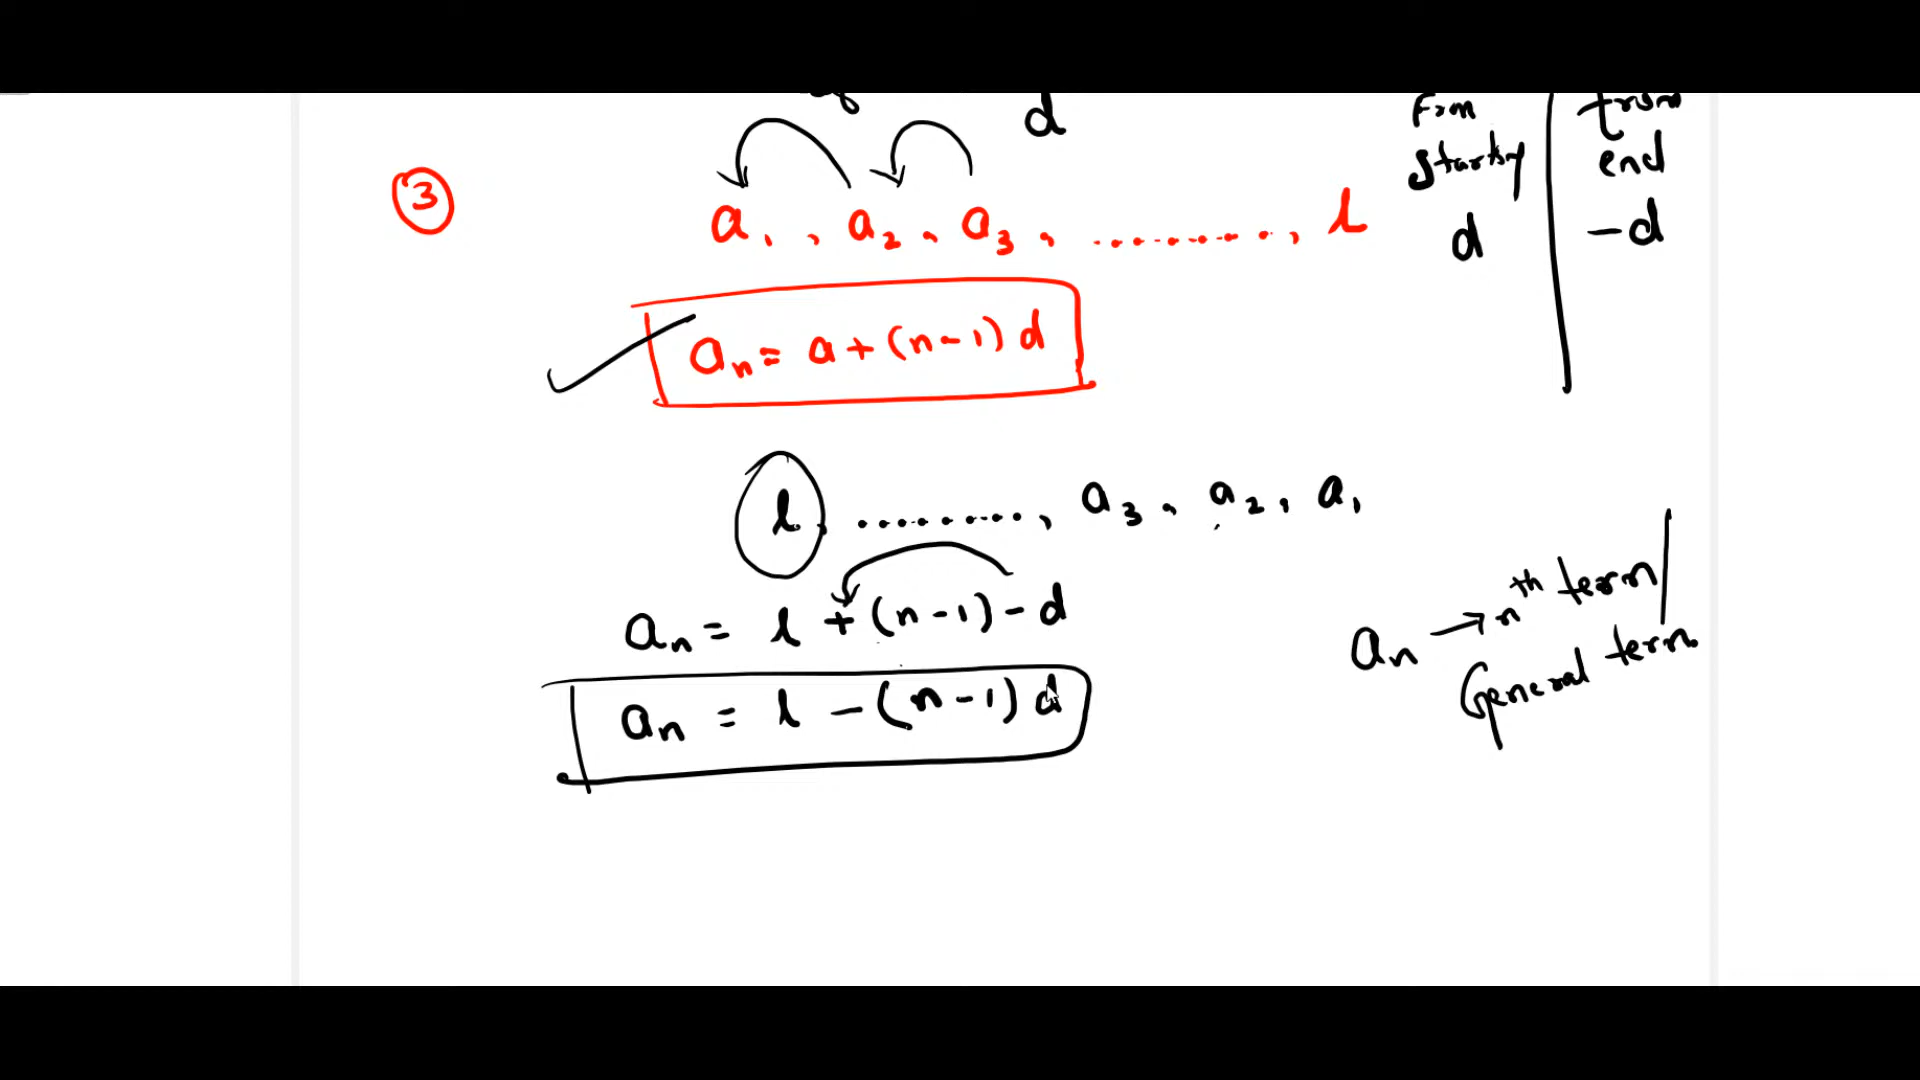 d
From
starting
d
from
end
-d
3
a₁, a₂, a₃, .........., l
aₙ = a + (n-1) d
l, .........., a₃, a₂, a₁
aₙ = l + (n-1) - d
aₙ = l - (n-1) d
aₙ → nᵗʰ term/
General term.